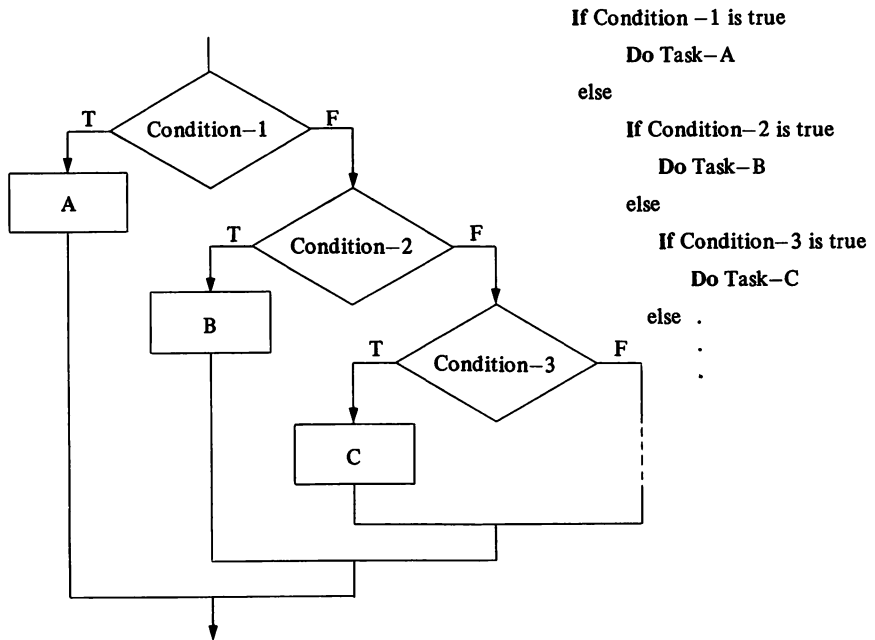 If Condition –1 is true
Do Task–A
else
If Condition–2 is true
Do Task–B
else
If Condition–3 is true
Do Task–C
else .
.
.
Condition–1
T
F
A
Condition–2
T
F
B
Condition–3
T
F
C